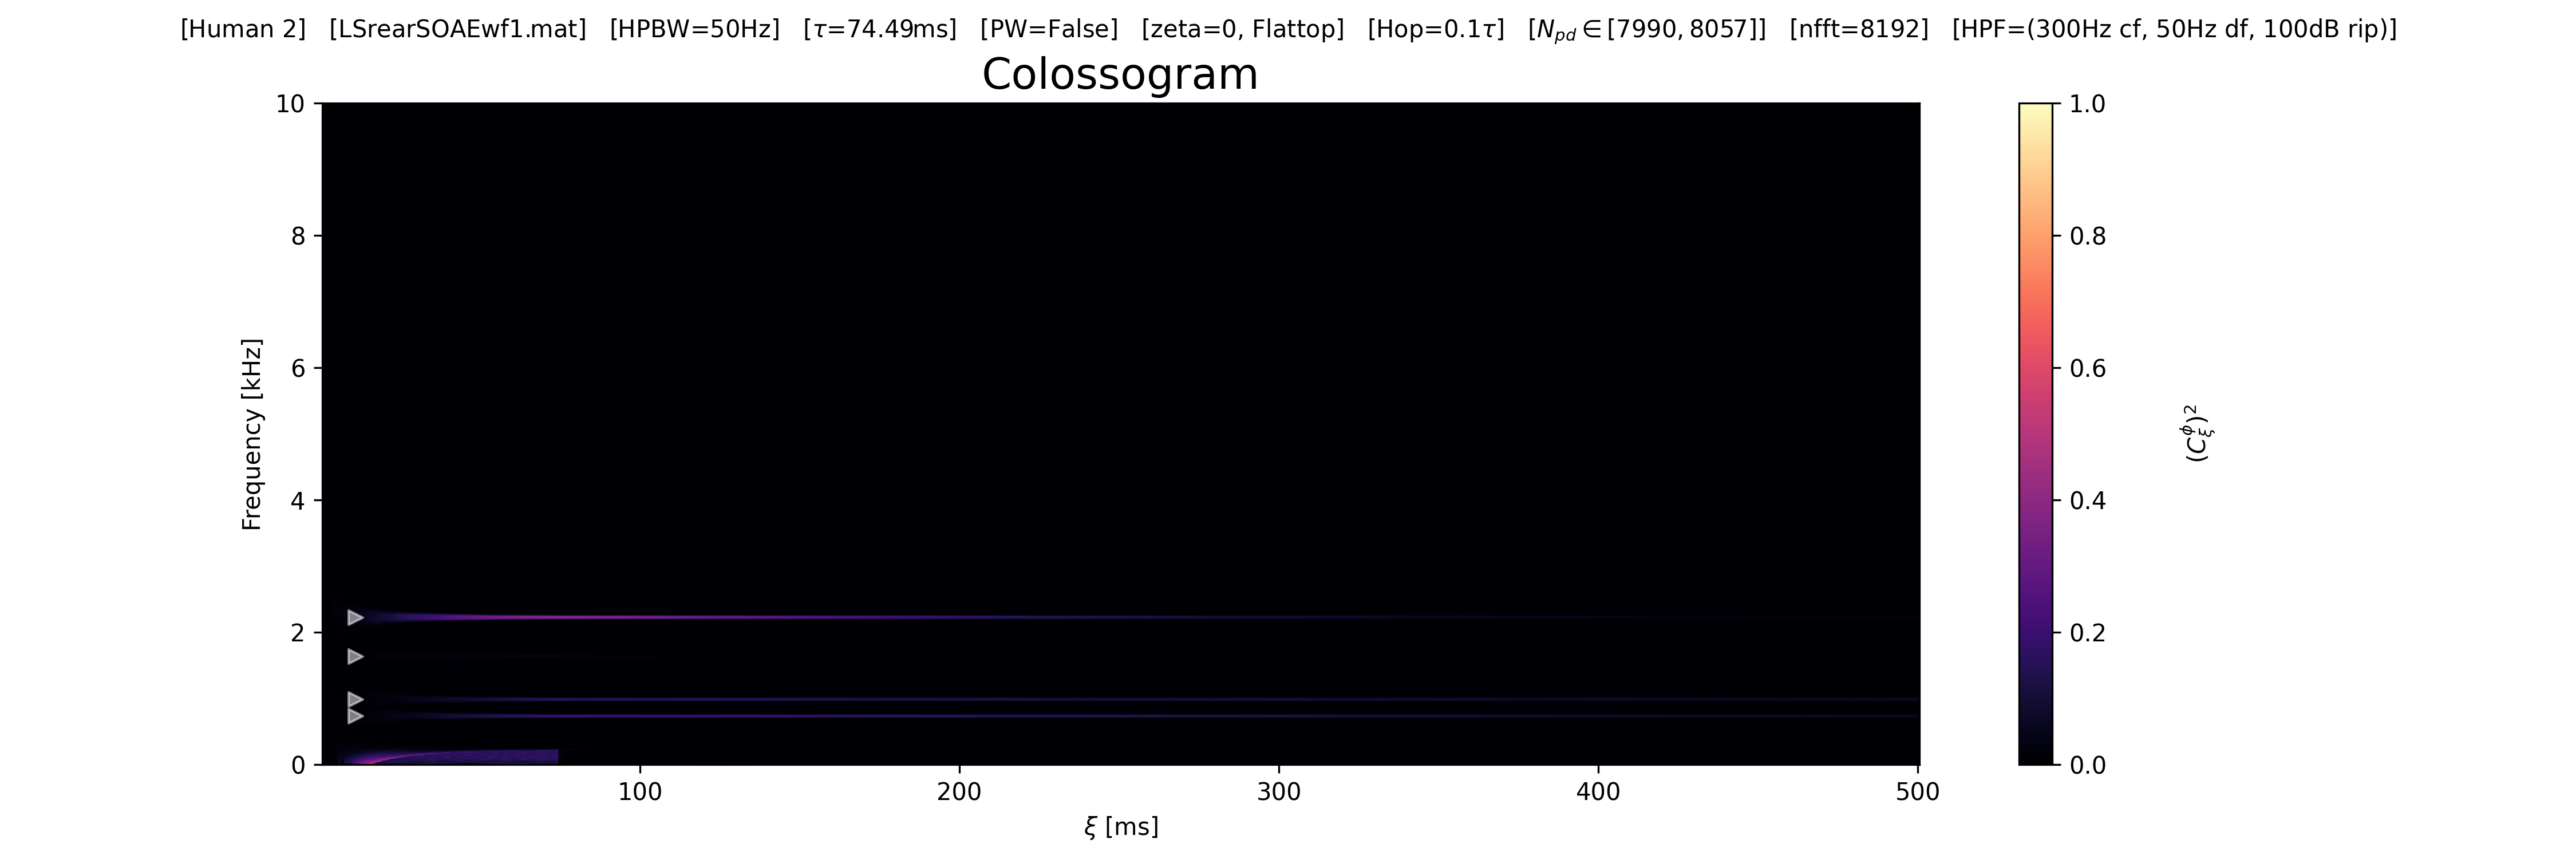 [Human 2] [LSrearSOAEwf1.mat] [HPBW=50Hz] [τ=74.49ms] [PW=False] [zeta=0, Flattop] [Hop=0.1τ] [N_{pd} ∈ [7990, 8057]] [nfft=8192] [HPF=(300Hz cf, 50Hz df, 100dB rip)]
Colossogram
10
8
6
4
2
0
Frequency [kHz]
100 200 300 400 500
ξ [ms]
1.0
0.8
0.6
0.4
0.2
0.0
(C_ξ^ϕ)²